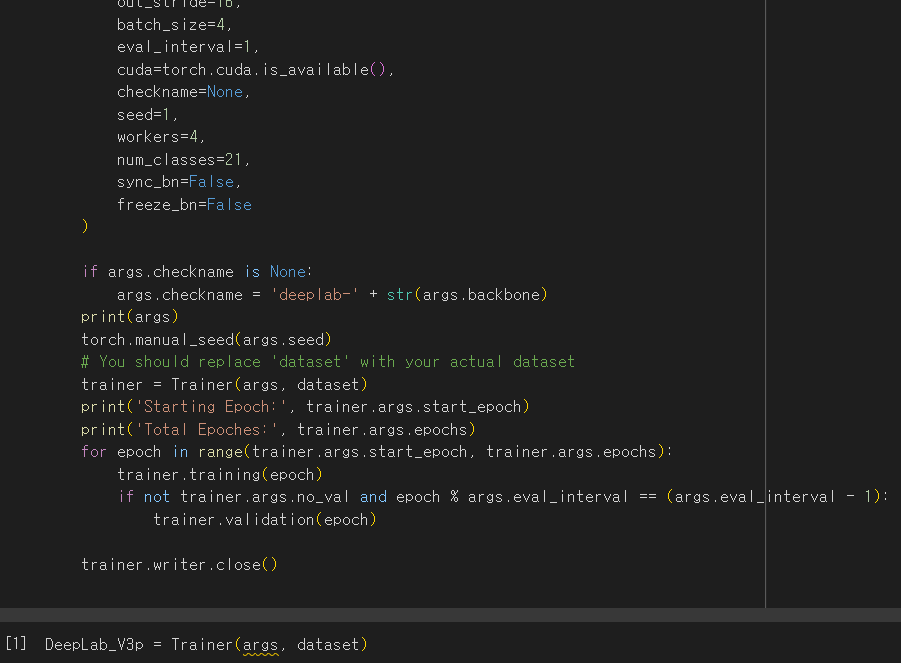 out_stride=16,
batch_size=4,
eval_interval=1,
cuda=torch.cuda.is_available(),
checkname=None,
seed=1,
workers=4,
num_classes=21,
sync_bn=False,
freeze_bn=False
)
if args.checkname is None:
args.checkname = 'deeplab-' + str(args.backbone)
print(args)
torch.manual_seed(args.seed)
# You should replace 'dataset' with your actual dataset
trainer = Trainer(args, dataset)
print('Starting Epoch:', trainer.args.start_epoch)
print('Total Epoches:', trainer.args.epochs)
for epoch in range(trainer.args.start_epoch, trainer.args.epochs):
trainer.training(epoch)
if not trainer.args.no_val and epoch % args.eval_interval == (args.eval_interval - 1):
trainer.validation(epoch)
trainer.writer.close()
[1] DeepLab_V3p = Trainer(args, dataset)